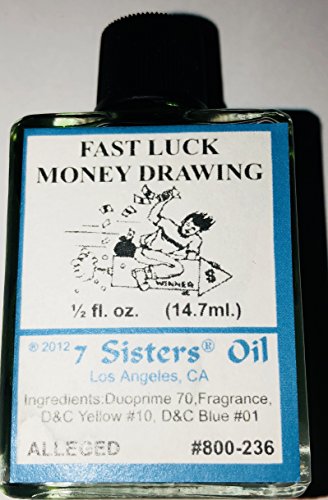 FAST LUCK
MONEY DRAWING
$
WINNER
½ fl. oz. (14.7ml.)
® 2012 7 Sisters® Oil
Los Angeles, CA
Ingredients:Duoprime 70,Fragrance,
D&C Yellow #10, D&C Blue #01
ALLEGED #800-236